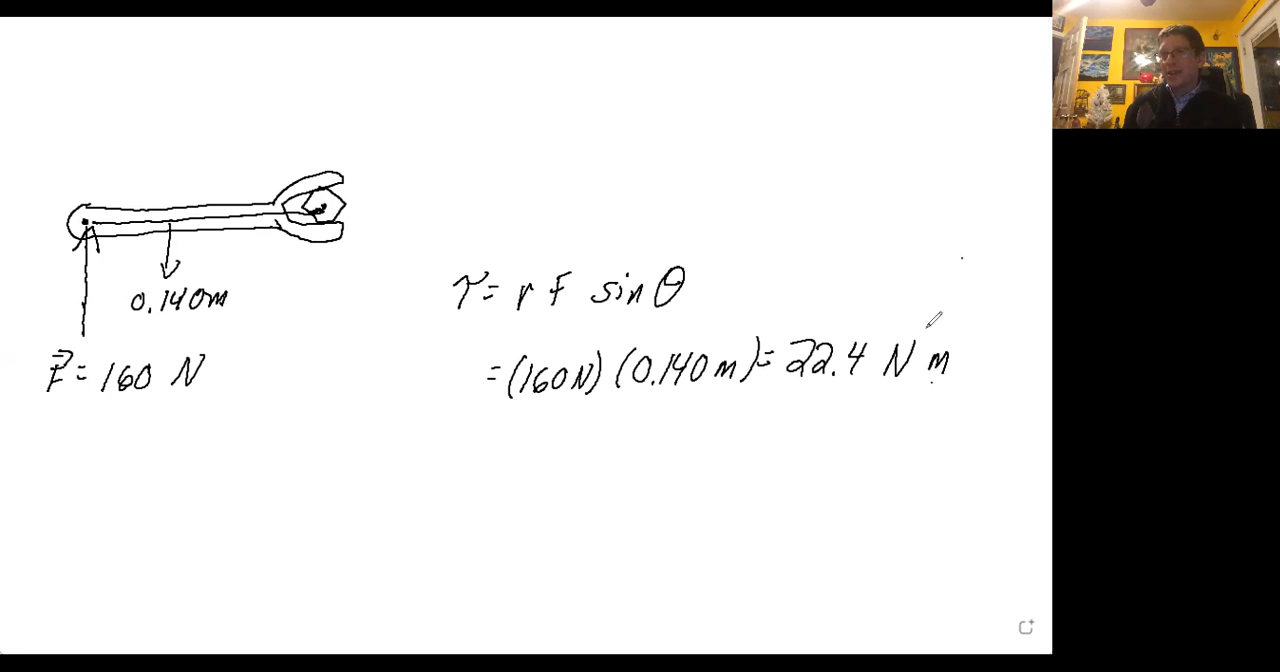 0.140m
F⃗ = 160 N
τ = r F sin θ
= (160N) (0.140m) = 22.4 N m